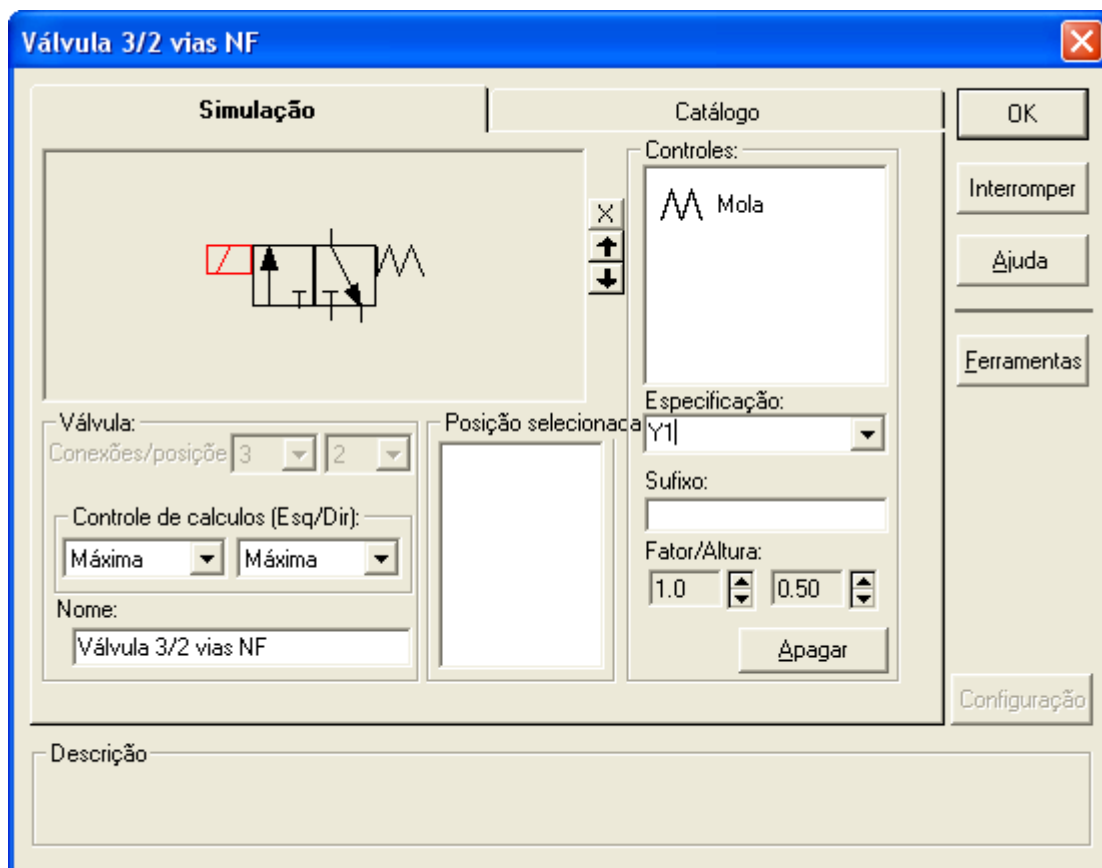 Válvula 3/2 vias NF
Simulação
Catálogo
OK
Interromper
Ajuda
Ferramentas
Configuração
Controles:
Mola
X
Válvula:
Conexões/posiçõe 3 2
Controle de calculos (Esq/Dir):
Máxima Máxima
Nome:
Válvula 3/2 vias NF
Posição selecionada
Especificação:
Y1
Sufixo:
Fator/Altura:
1.0 0.50
Apagar
Descrição